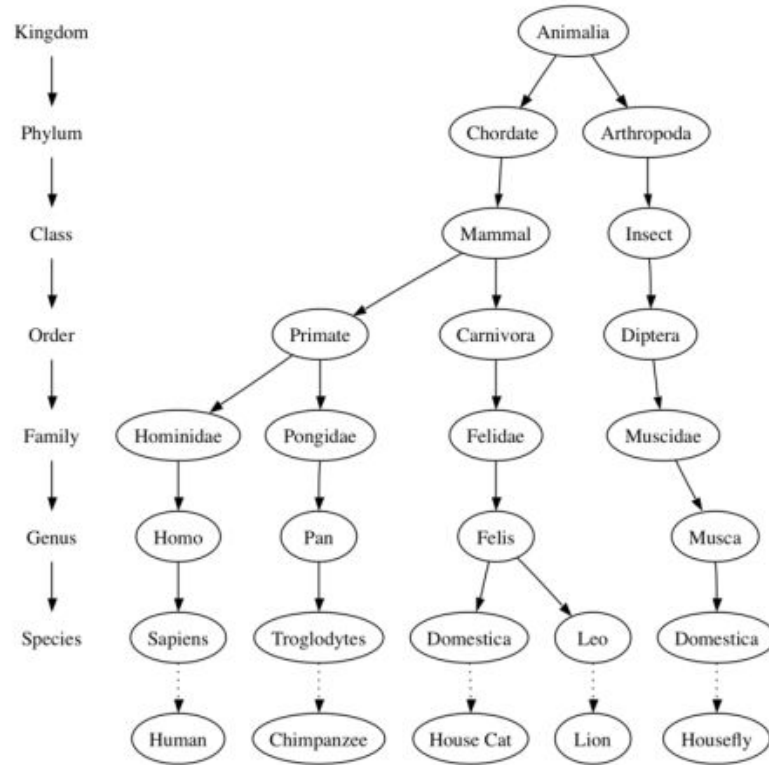 Kingdom Animalia
Phylum Chordate Arthropoda
Class Mammal Insect
Order Primate Carnivora Diptera
Family Hominidae Pongidae Felidae Muscidae
Genus Homo Pan Felis Musca
Species Sapiens Troglodytes Domestica Leo Domestica
Human Chimpanzee House Cat Lion Housefly